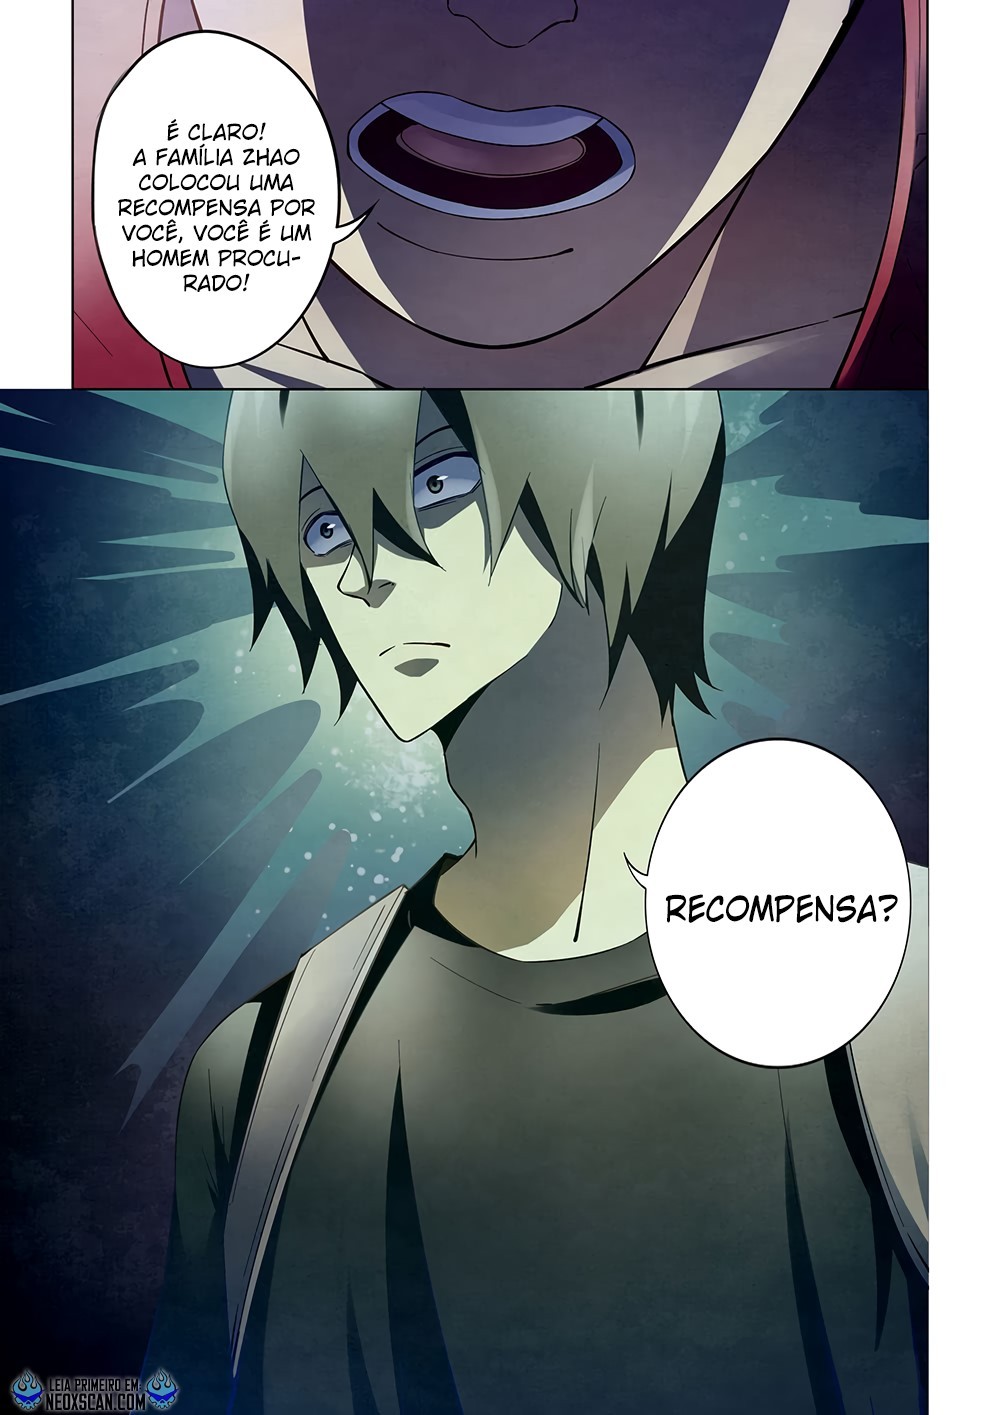 É CLARO!
A FAMÍLIA ZHAO
COLOCOU UMA
RECOMPENSA POR
VOCÊ, VOCÊ É UM
HOMEM PROCU-
RADO!
RECOMPENSA?
LEIA PRIMEIRO EM:
NEOXSCAN.COM